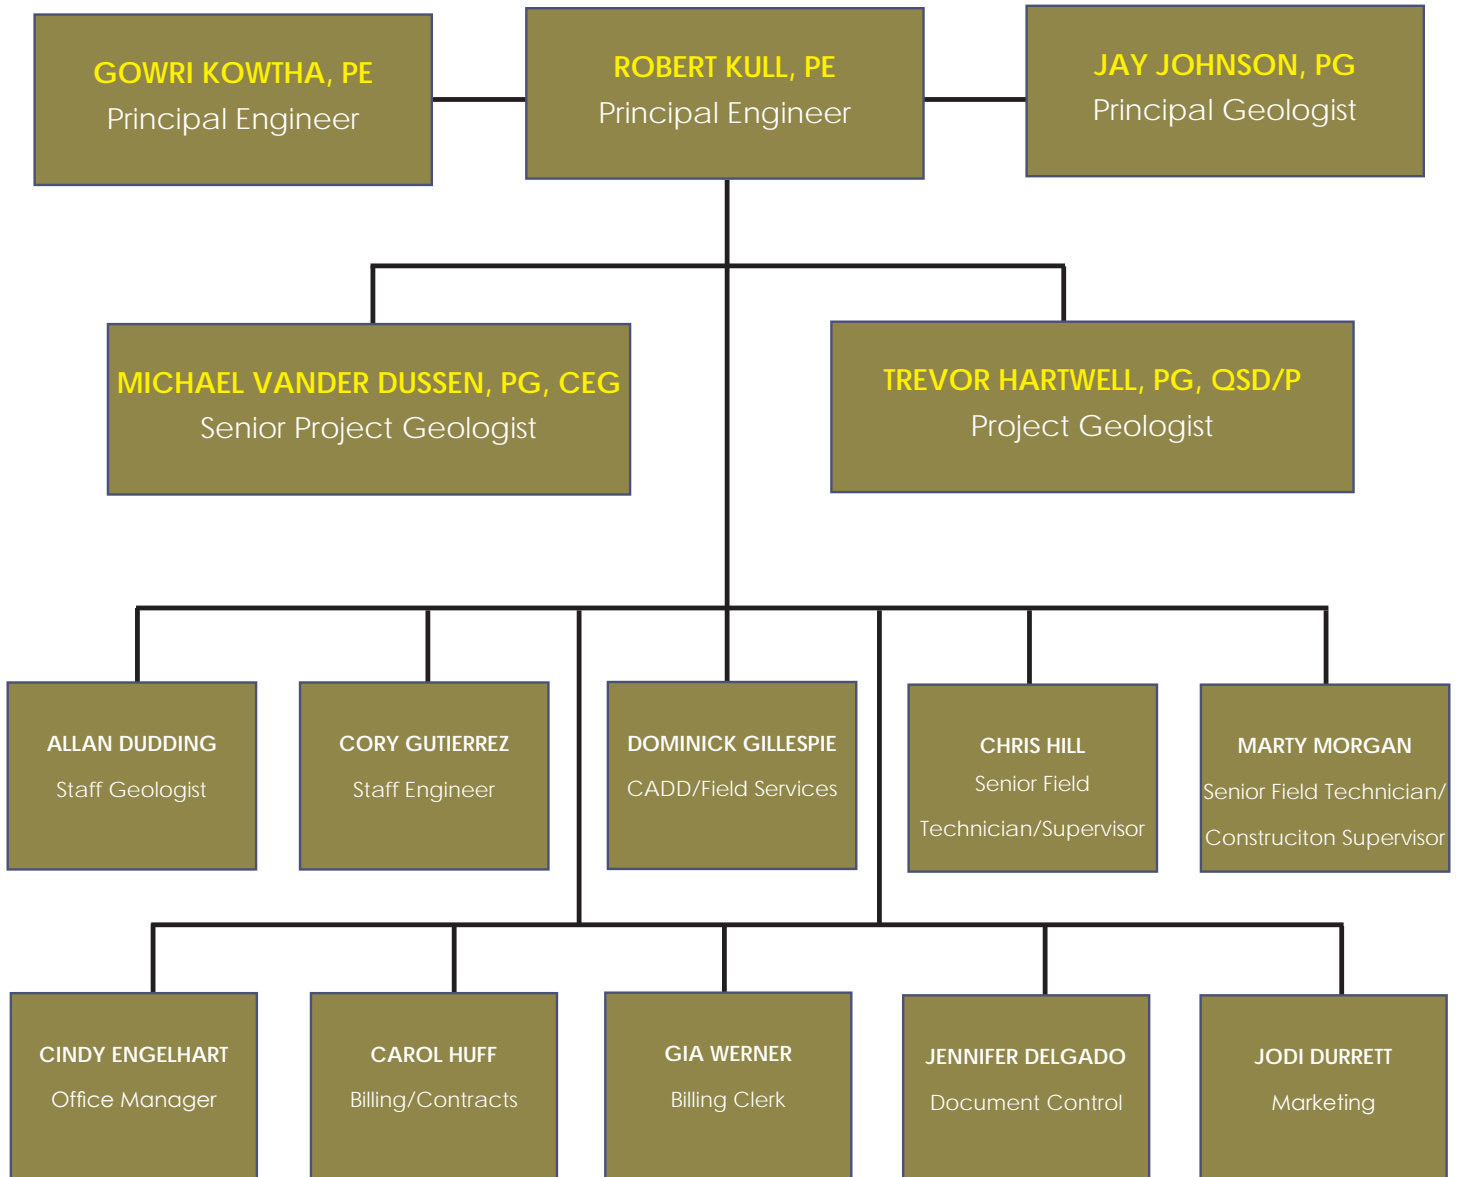 GOWRI KOWTHA, PE
Principal Engineer
ROBERT KULL, PE
Principal Engineer
JAY JOHNSON, PG
Principal Geologist
MICHAEL VANDER DUSSEN, PG, CEG
Senior Project Geologist
TREVOR HARTWELL, PG, QSD/P
Project Geologist
ALLAN DUDDING
Staff Geologist
CORY GUTIERREZ
Staff Engineer
DOMINICK GILLESPIE
CADD/Field Services
CHRIS HILL
Senior Field
Technician/Supervisor
MARTY MORGAN
Senior Field Technician/
Construciton Supervisor
CINDY ENGELHART
Office Manager
CAROL HUFF
Billing/Contracts
GIA WERNER
Billing Clerk
JENNIFER DELGADO
Document Control
JODI DURRETT
Marketing